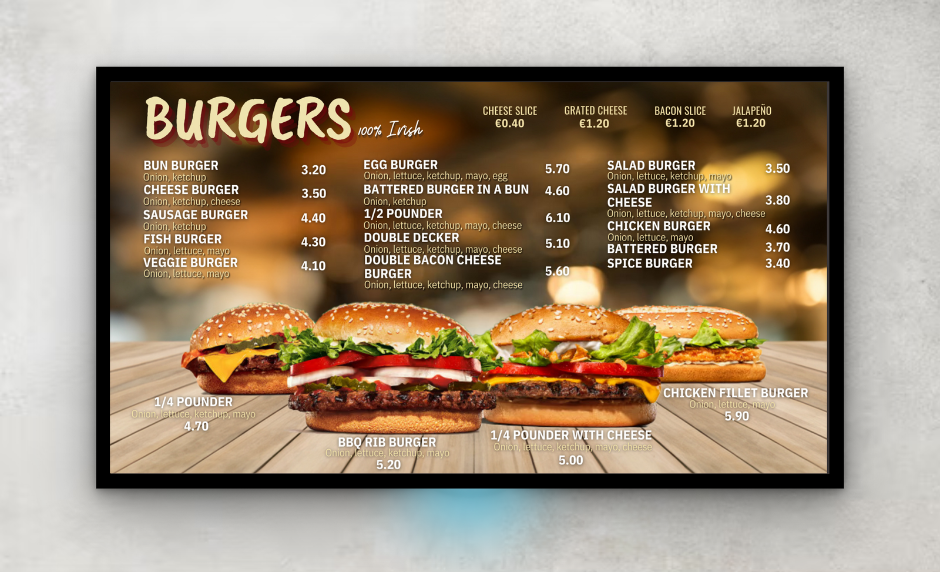 BURGERS 100% Irish
CHEESE SLICE
€0.40
GRATED CHEESE
€1.20
BACON SLICE
€1.20
JALAPEÑO
€1.20
BUN BURGER 3.20
Onion, ketchup
CHEESE BURGER 3.50
Onion, ketchup, cheese
SAUSAGE BURGER 4.40
Onion, ketchup
FISH BURGER 4.30
Onion, lettuce, mayo
VEGGIE BURGER 4.10
Onion, lettuce, mayo
EGG BURGER 5.70
Onion, lettuce, ketchup, mayo, egg
BATTERED BURGER IN A BUN 4.60
Onion, ketchup
1/2 POUNDER 6.10
Onion, lettuce, ketchup, mayo, cheese
DOUBLE DECKER 5.10
Onion, lettuce, ketchup, mayo, cheese
DOUBLE BACON CHEESE
BURGER 5.60
Onion, lettuce, ketchup, mayo, cheese
SALAD BURGER 3.50
Onion, lettuce, ketchup, mayo
SALAD BURGER WITH
CHEESE 3.80
Onion, lettuce, ketchup, mayo, cheese
CHICKEN BURGER 4.60
Onion, lettuce, mayo
BATTERED BURGER 3.70
SPICE BURGER 3.40
1/4 POUNDER
Onion, lettuce, ketchup, mayo
4.70
BBQ RIB BURGER
Onion, lettuce, ketchup, mayo
5.20
1/4 POUNDER WITH CHEESE
Onion, lettuce, ketchup, mayo, cheese
5.00
CHICKEN FILLET BURGER
Onion, lettuce, mayo
5.90